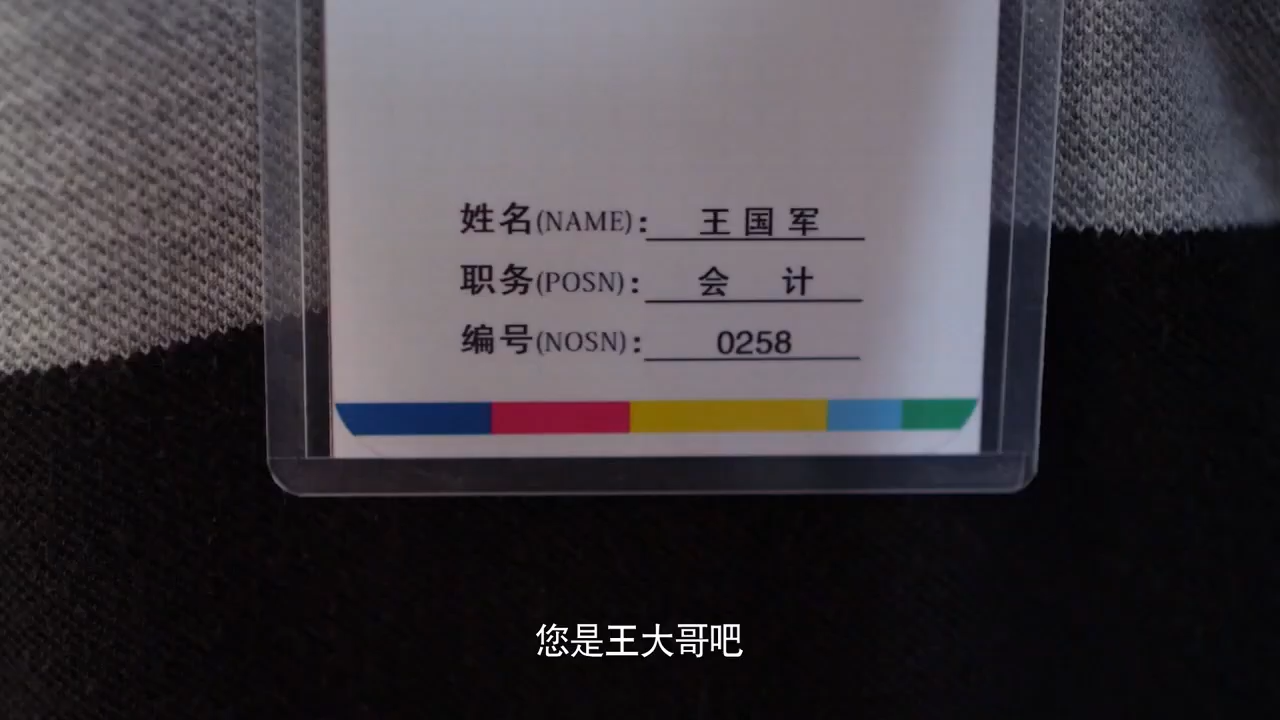 姓名(NAME)： 王国军
职务(POSN)： 会 计
编号(NOSN)： 0258
您是王大哥吧